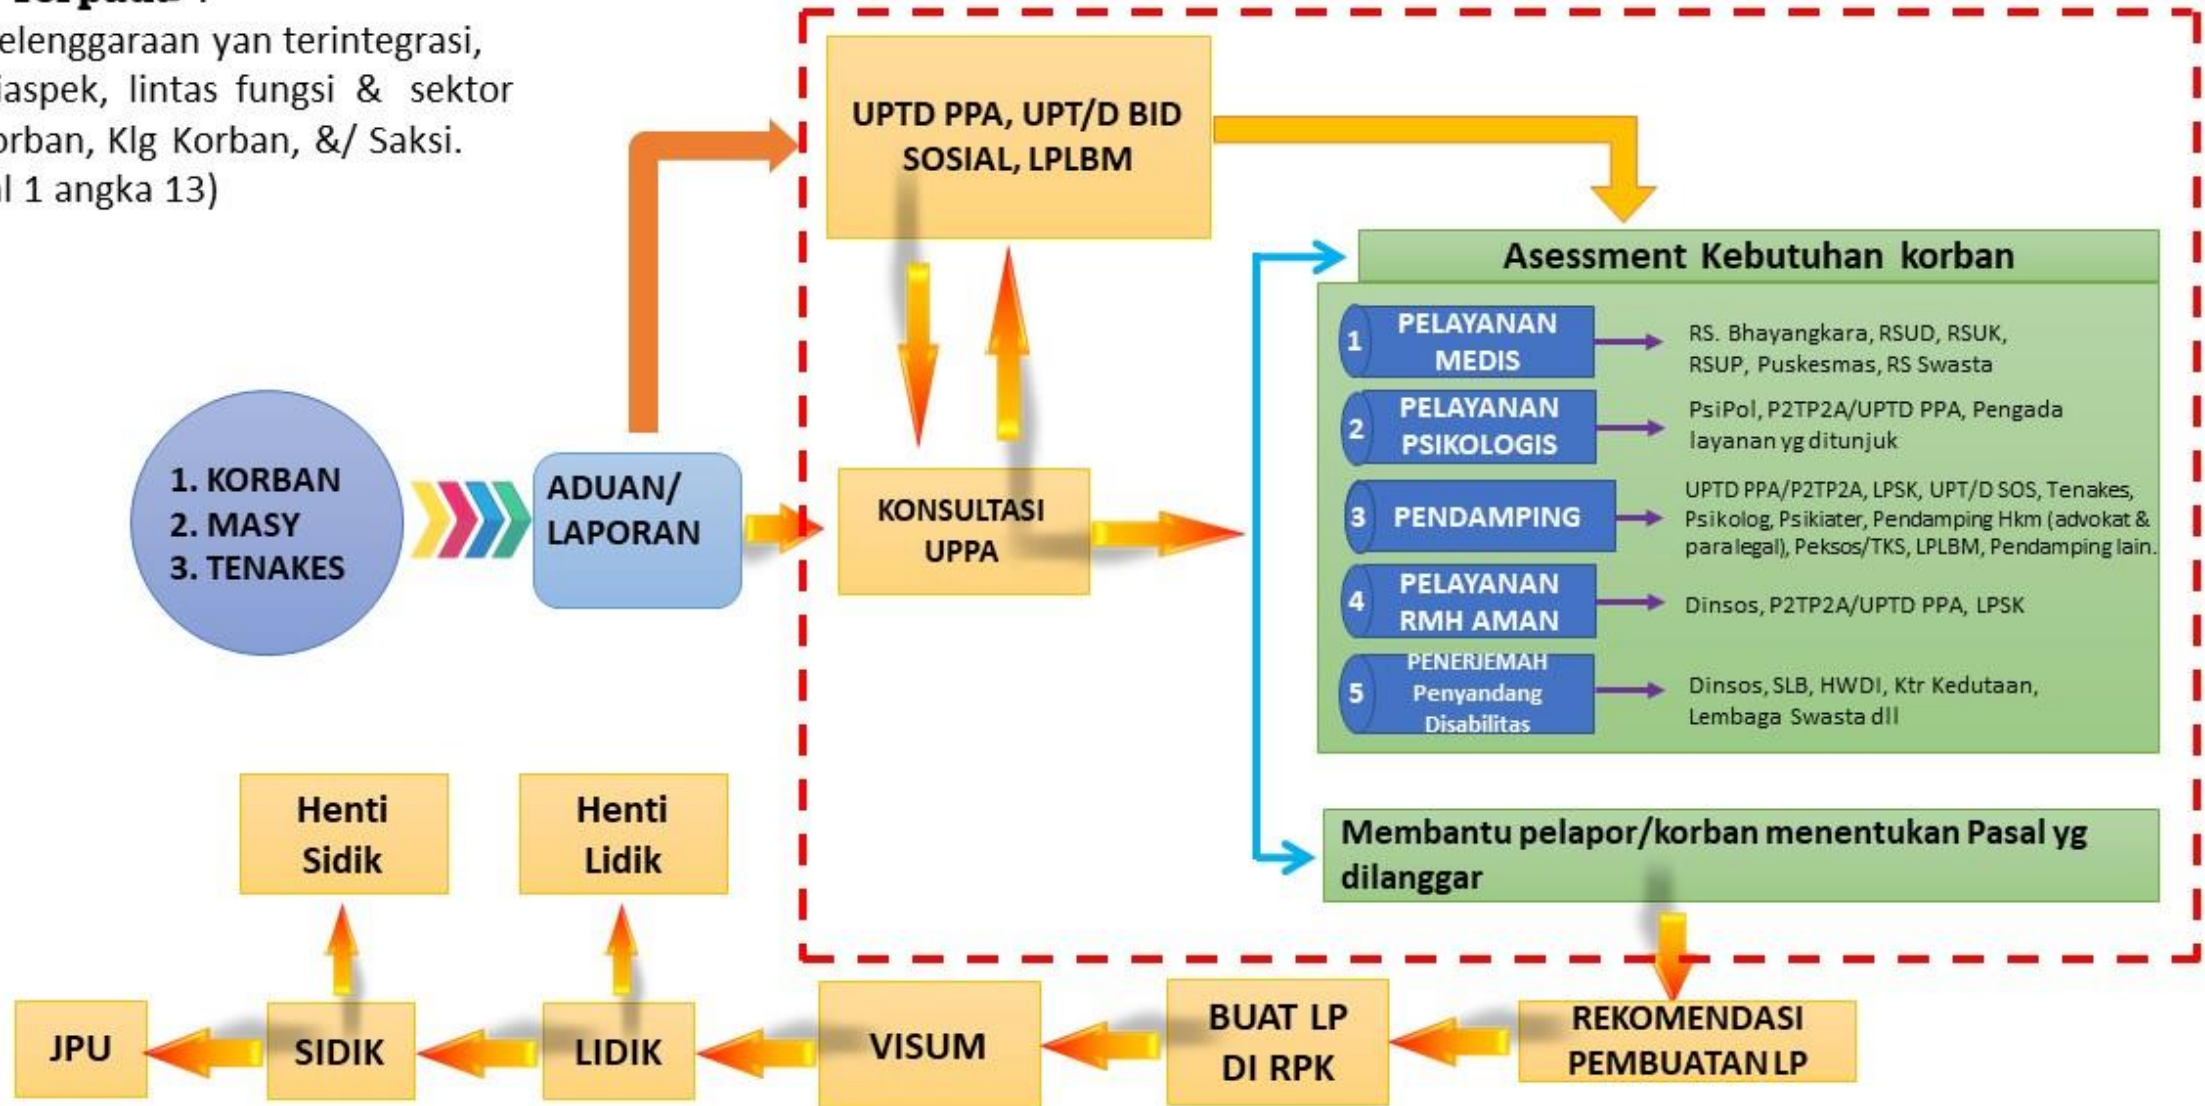 elenggaraan yan terintegrasi,
iaspek, lintas fungsi & sektor
orban, Klg Korban, &/ Saksi.
l 1 angka 13)
UPTD PPA, UPT/D BID
SOSIAL, LPLBM
Asessment Kebutuhan korban
1 PELAYANAN
MEDIS
RS. Bhayangkara, RSUD, RSUK,
RSUP, Puskesmas, RS Swasta
2 PELAYANAN
PSIKOLOGIS
PsiPol, P2TP2A/UPTD PPA, Pengada
layanan yg ditunjuk
3 PENDAMPING
UPTD PPA/P2TP2A, LPSK, UPT/D SOS, Tenakes,
Psikolog, Psikiater, Pendamping Hkm (advokat &
paralegal), Peksos/TKS, LPLBM, Pendamping lain.
4 PELAYANAN
RMH AMAN
Dinsos, P2TP2A/UPTD PPA, LPSK
5 PENERJEMAH
Penyandang
Disabilitas
Dinsos, SLB, HWDI, Ktr Kedutaan,
Lembaga Swasta dll
1. KORBAN
2. MASY
3. TENAKES
ADUAN/
LAPORAN
KONSULTASI
UPPA
Membantu pelapor/korban menentukan Pasal yg
dilanggar
Henti
Sidik
Henti
Lidik
JPU
SIDIK
LIDIK
VISUM
BUAT LP
DI RPK
REKOMENDASI
PEMBUATAN LP